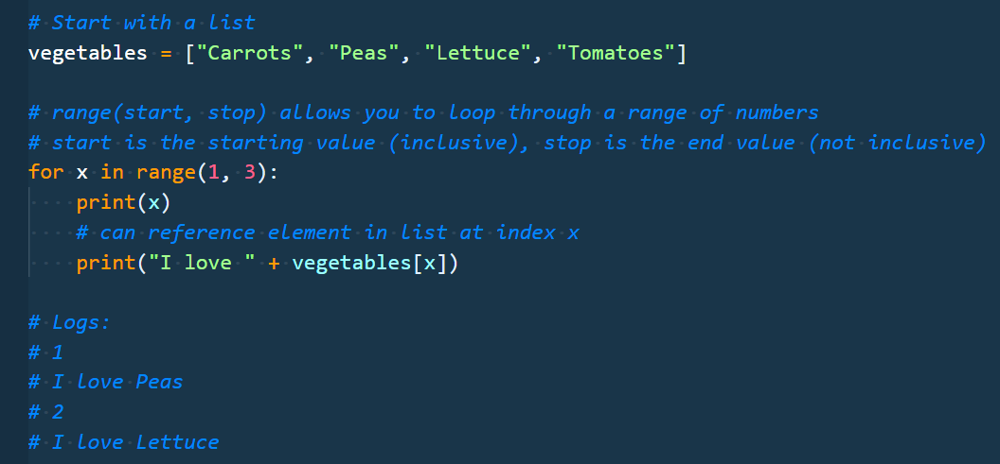 # Start with a list
vegetables = ["Carrots", "Peas", "Lettuce", "Tomatoes"]

# range(start, stop) allows you to loop through a range of numbers
# start is the starting value (inclusive), stop is the end value (not inclusive)
for x in range(1, 3):
    print(x)
    # can reference element in list at index x
    print("I love " + vegetables[x])

# Logs:
# 1
# I love Peas
# 2
# I love Lettuce